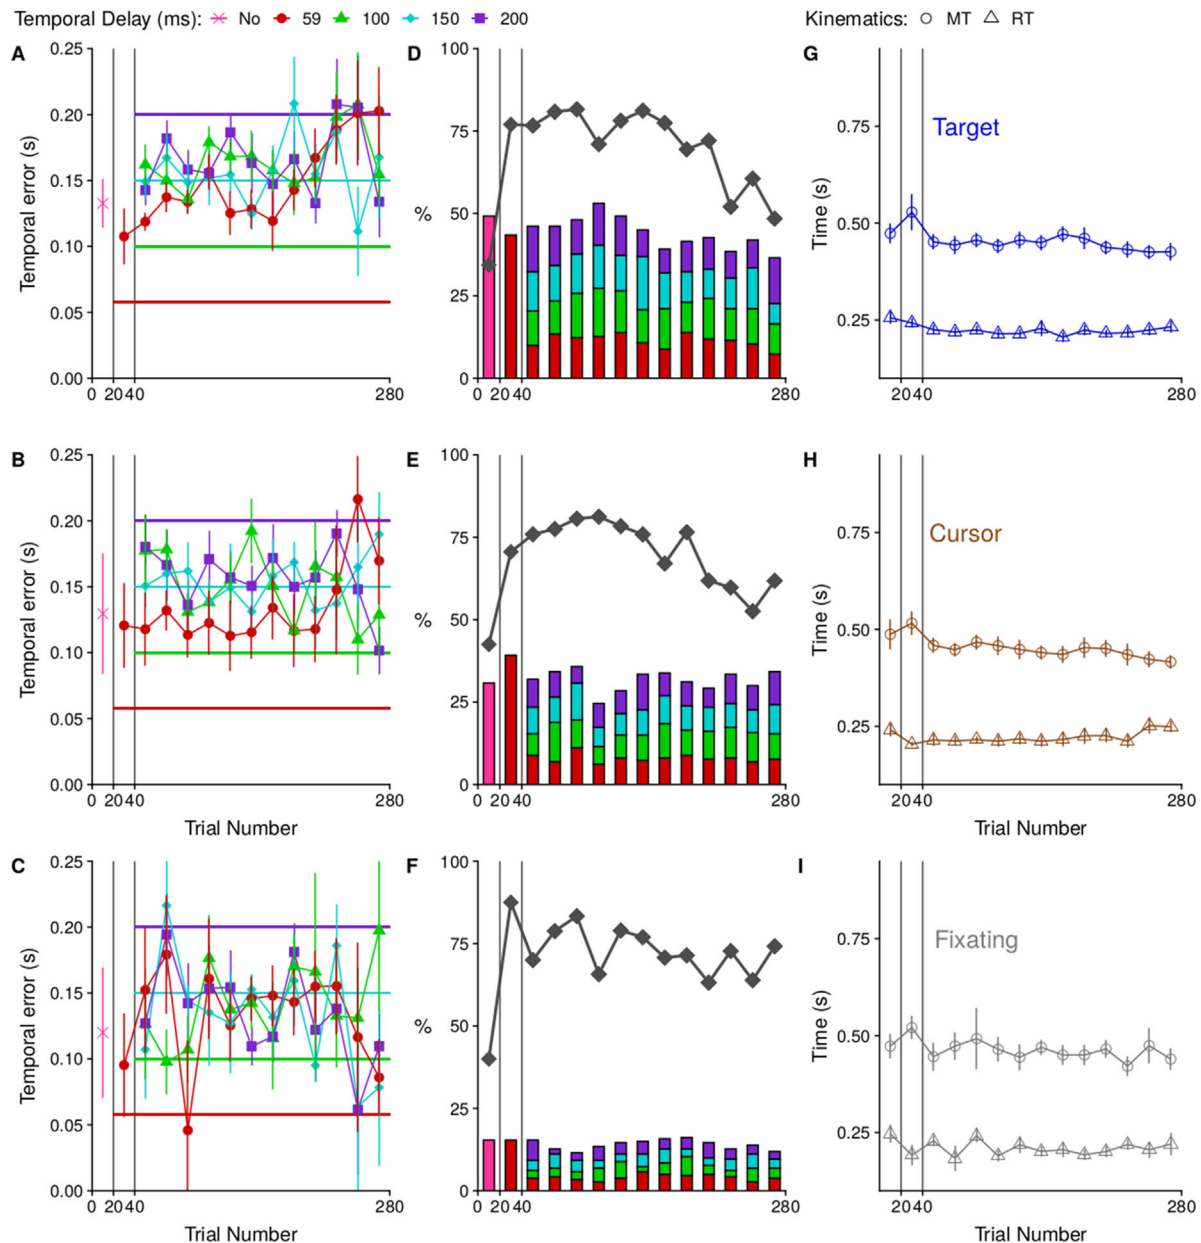 Temporal Delay (ms): No 59 100 150 200 Kinematics: MT RT
A D G
0.25 0.20 0.15 0.10 0.05 0.00
Temporal error (s)
0 20 40 280
100 75 50 25 0
%
0 20 40 280
0.75 0.50 0.25
Time (s)
Target
20 40 280
B E H
0.25 0.20 0.15 0.10 0.05 0.00
Temporal error (s)
0 20 40 280
Trial Number
100 75 50 25 0
%
0 20 40 280
0.75 0.50 0.25
Time (s)
Cursor
20 40 280
Trial Number
C F I
0.25 0.20 0.15 0.10 0.05 0.00
Temporal error (s)
0 20 40 280
Trial Number
100 75 50 25 0
%
0 20 40 280
0.75 0.50 0.25
Time (s)
Fixating
20 40 280
Trial Number